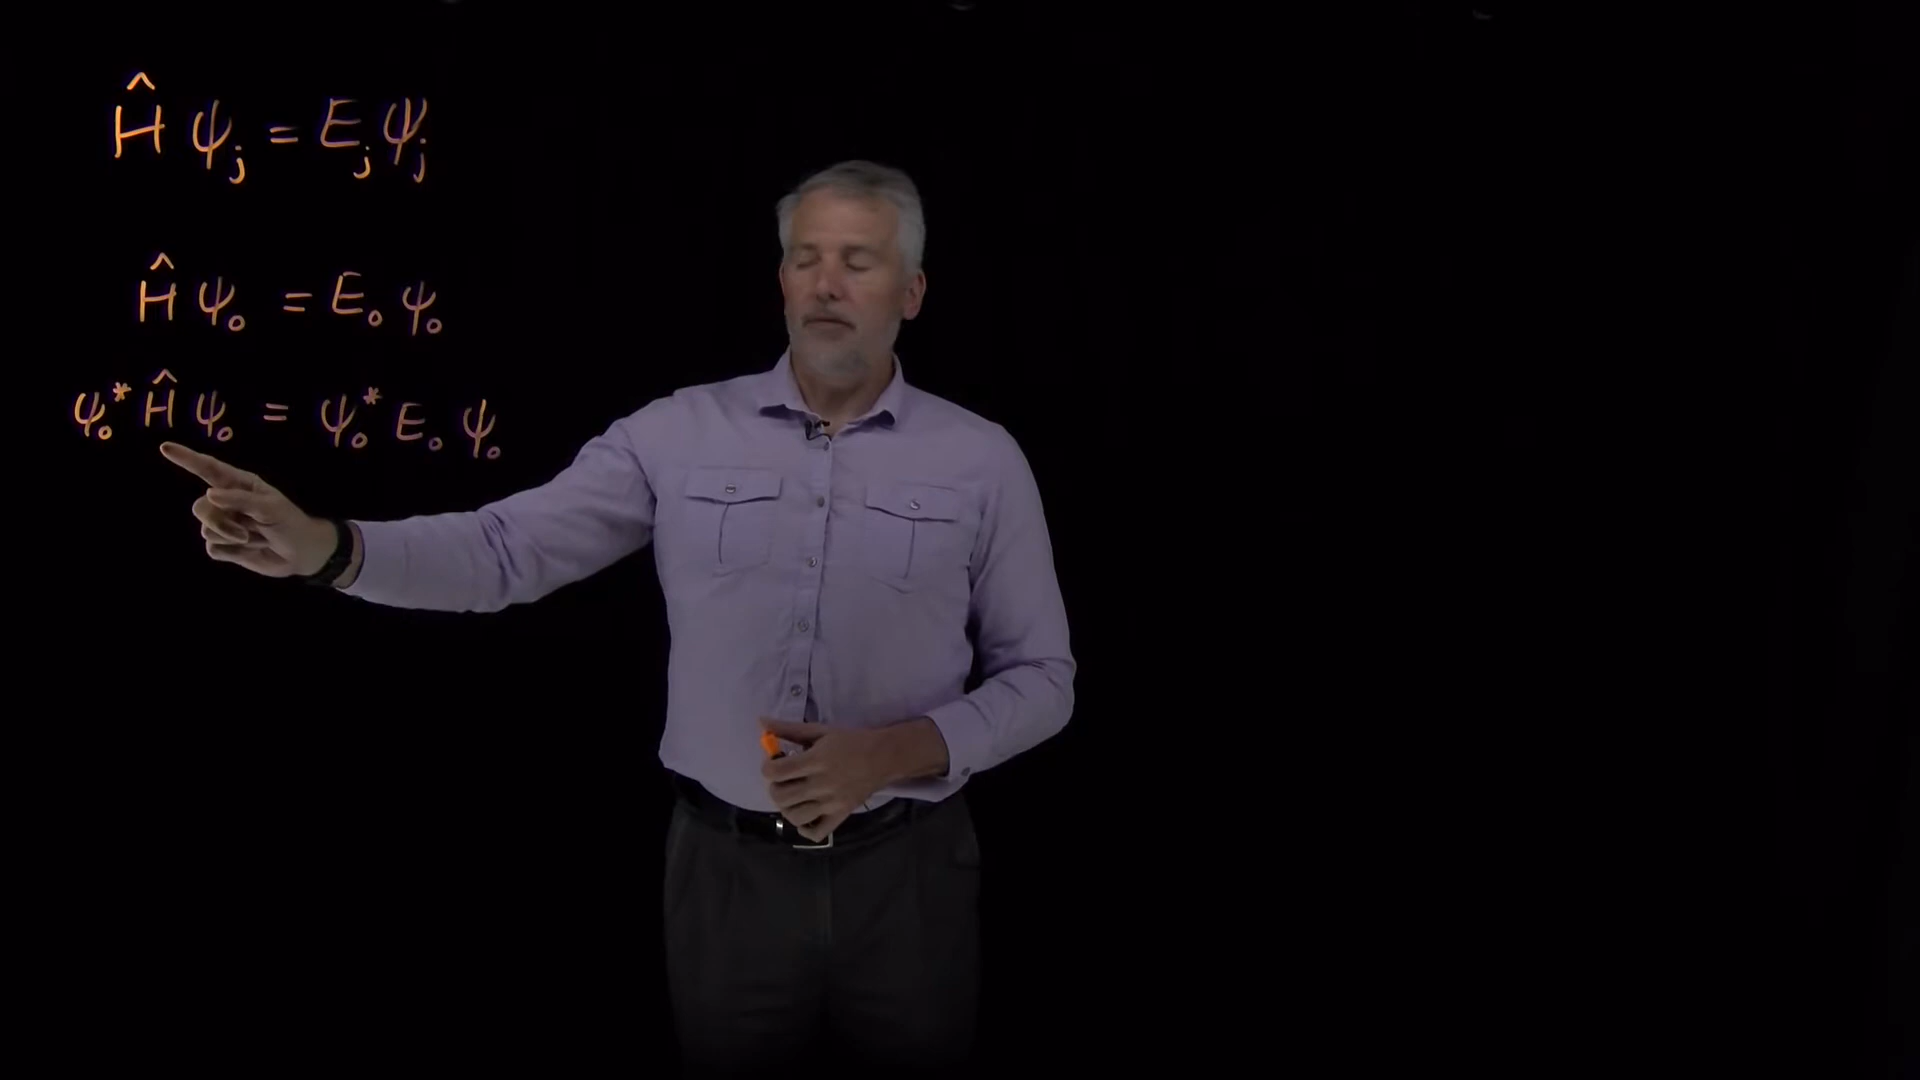 Ĥ ψⱼ = Eⱼ ψⱼ
Ĥ ψ₀ = E₀ ψ₀
ψ₀* Ĥ ψ₀ = ψ₀* E₀ ψ₀